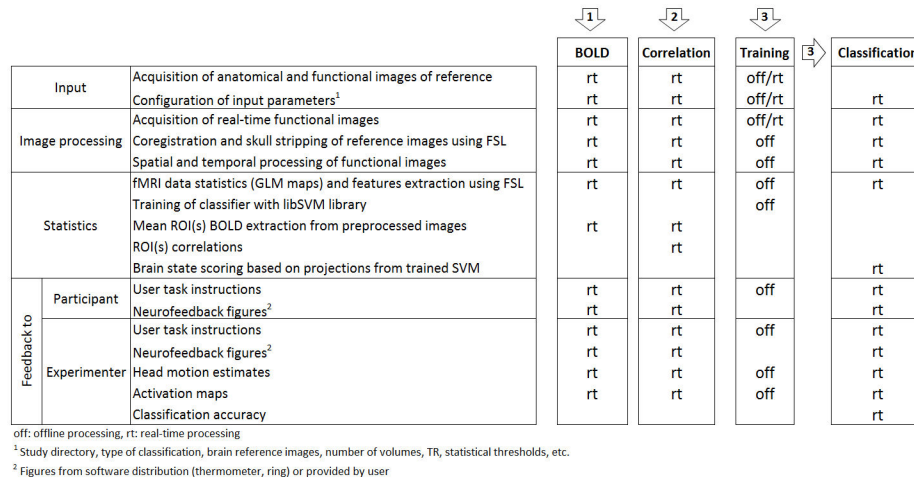 1 2 3
BOLD Correlation Training 3 Classification
Input Acquisition of anatomical and functional images of reference rt rt off/rt
Configuration of input parameters1 rt rt off/rt rt
Acquisition of real-time functional images rt rt off/rt rt
Image processing Coregistration and skull stripping of reference images using FSL rt rt off rt
Spatial and temporal processing of functional images rt rt off rt
fMRI data statistics (GLM maps) and features extraction using FSL rt rt off rt
Training of classifier with libSVM library off
Statistics Mean ROI(s) BOLD extraction from preprocessed images rt rt
ROI(s) correlations rt
Brain state scoring based on projections from trained SVM rt
Feedback to
Participant User task instructions rt rt off rt
Neurofeedback figures2 rt rt rt
User task instructions rt rt off rt
Neurofeedback figures2 rt rt rt
Experimenter Head motion estimates rt rt off rt
Activation maps rt rt off rt
Classification accuracy rt
off: offline processing, rt: real-time processing
1 Study directory, type of classification, brain reference images, number of volumes, TR, statistical thresholds, etc.
2 Figures from software distribution (thermometer, ring) or provided by user